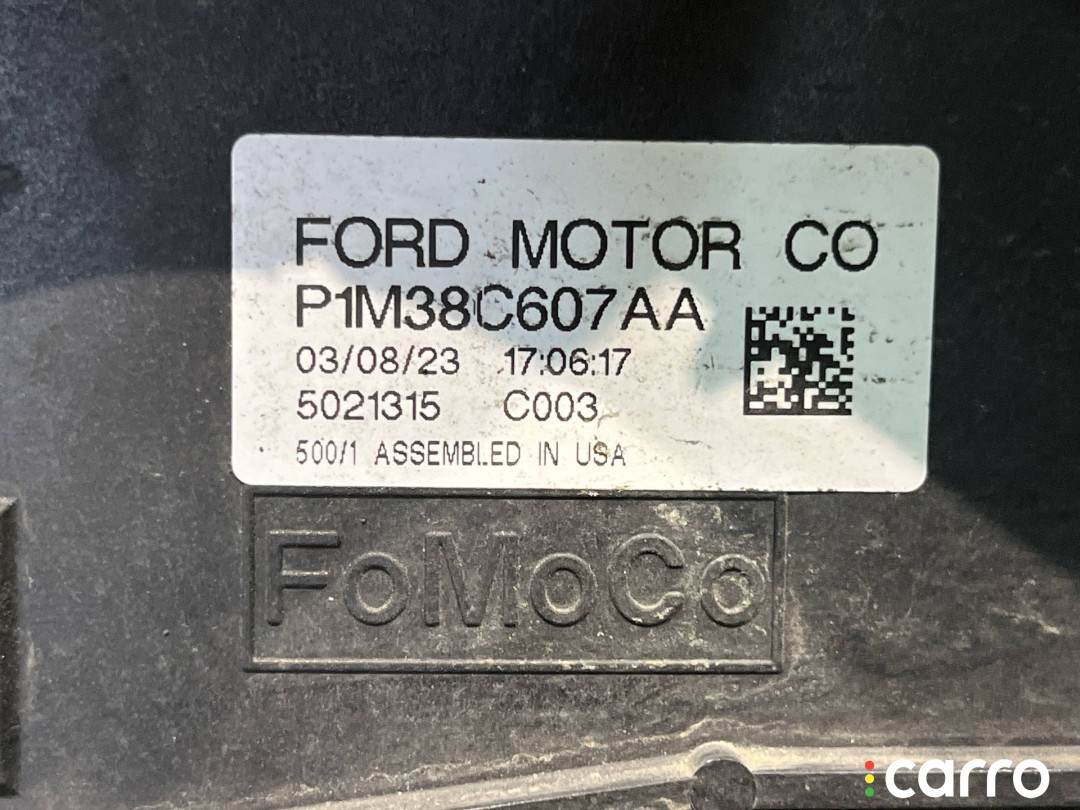 FORD MOTOR CO
P1M38C607AA
03/08/23 17:06:17
5021315 C003
500/1 ASSEMBLED IN USA
FoMoCo
carro